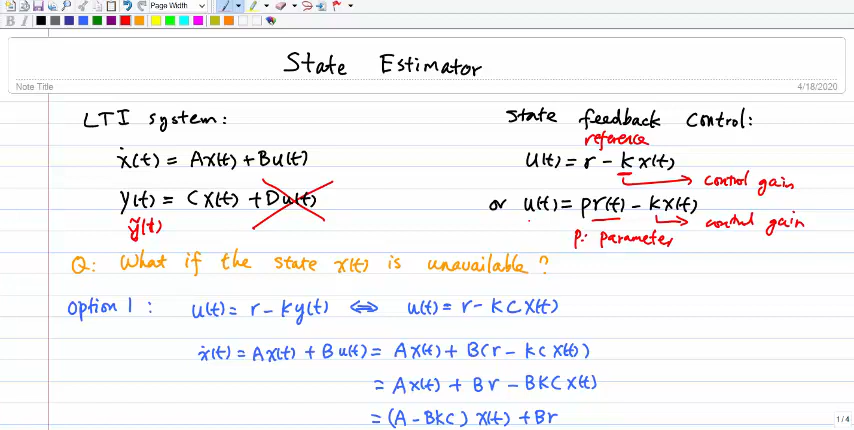 Page Width
B I
State Estimator
Note Title
4/18/2020
LTI system:
ẋ(t) = Ax(t) + Bu(t)
y(t) = Cx(t) + Du(t)
ỹ(t)
State feedback control:
reference
u(t) = r - Kx(t)
control gain
or u(t) = pr(t) - Kx(t)
control gain
p: parameter
Q: What if the state x(t) is unavailable?
Option 1: u(t) = r - Ky(t) ⟺ u(t) = r - KCx(t)
ẋ(t) = Ax(t) + Bu(t) = Ax(t) + B(r - KCx(t))
= Ax(t) + Br - BKCx(t)
= (A - BKC) x(t) + Br
1/4